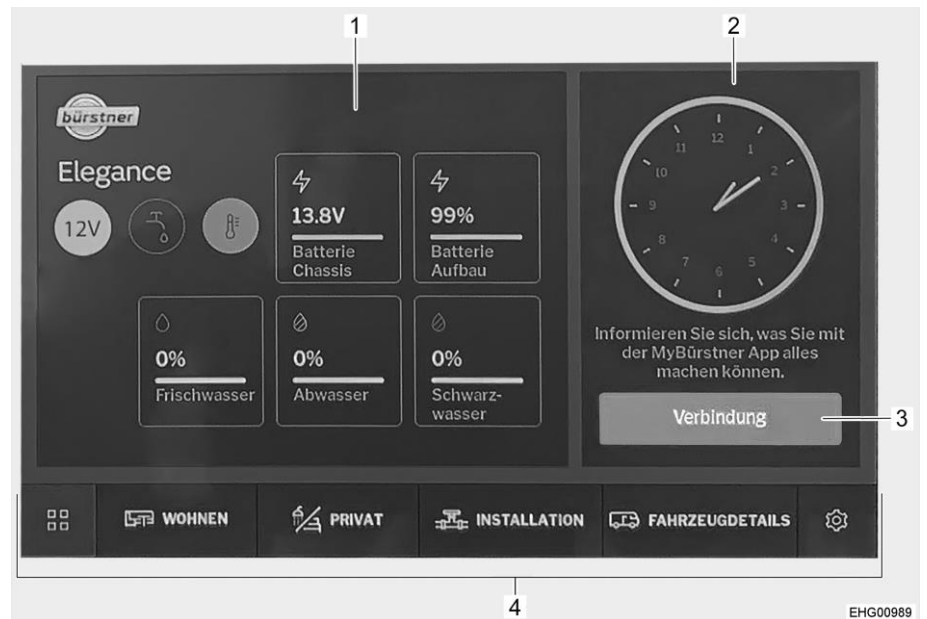 1
2
bürstner
Elegance
12V
13.8V
Batterie
Chassis
99%
Batterie
Aufbau
0%
Frischwasser
0%
Abwasser
0%
Schwarz-
wasser
12
1
2
3
4
5
6
7
8
9
10
11
Informieren Sie sich, was Sie mit
der MyBürstner App alles
machen können.
Verbindung
3
WOHNEN
PRIVAT
INSTALLATION
FAHRZEUGDETAILS
4
EHG00989